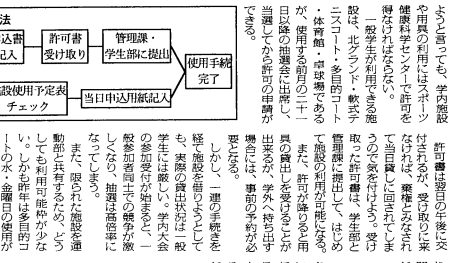 ようと言っても、学内施設
や用具の利用にはスポーツ
健康科学センターで許可を
得なければならない。
一般学生が利用できる施
設は、北グランド・軟式テ
ニスコート・多目的コート
・体育館・卓球場である
が、使用する前月の二十一
日以降の抽選会に出席し、
当選してから許可の申請が
できる。
法
込書
記入
許可書
受け取り
管理課・
学生部に提出
使用手続
完了
設使用予定表
チェック
当日申込用紙記入
許可書は翌日の午後に交
付されるが、受け取りに来
なければ、棄権とみなされ
て当日貸しに回されてしま
うので気を付けよう。受け
取った許可書は、学生部と
管理課に提出して、はじめ
て施設の利用が可能になる。
また、許可が降りると用
具の貸出しを受けることが
出来るが、学外へ持ち出す
場合には、事前の予約が必
要となる。
しかし、一連の手続きを
経て施設を借りようとして
も、実際の貸出状況は一般
学生には厳しい。学内大会
の参加受付が始まると、一
般参加者同士での競争が激
しくなり、抽選は高倍率に
なってしまう。
また、限られた施設を運
動部と共有するため、どう
しても利用可能枠が少な
い。しかも昨年は多目的コ
ートの水・金曜日の使用が